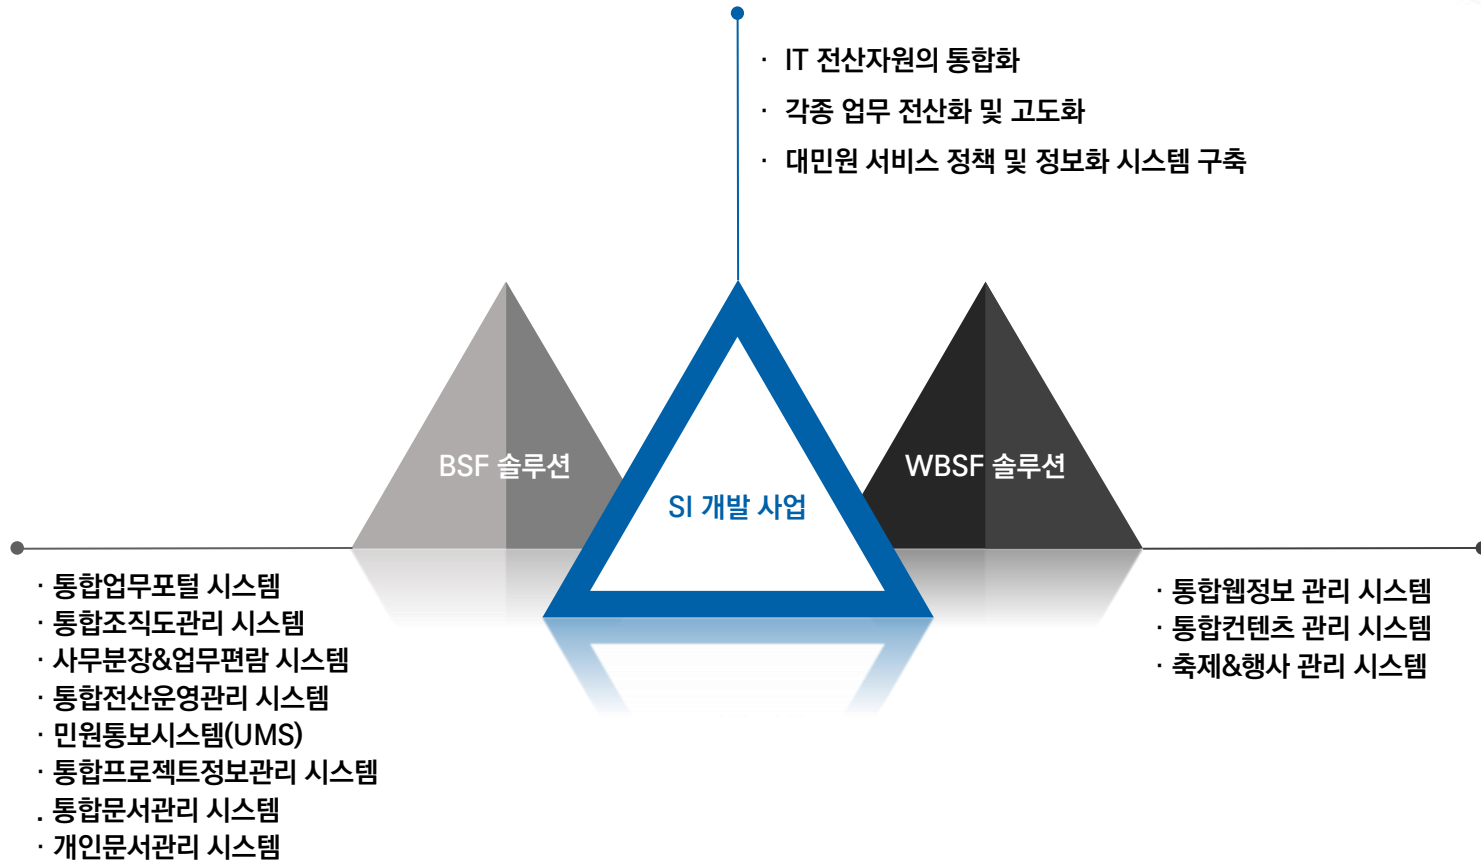 · IT 전산자원의 통합화
· 각종 업무 전산화 및 고도화
· 대민원 서비스 정책 및 정보화 시스템 구축
BSF 솔루션
SI 개발 사업
WBSF 솔루션
· 통합업무포털 시스템
· 통합조직도관리 시스템
· 사무분장&업무편람 시스템
· 통합전산운영관리 시스템
· 민원통보시스템(UMS)
· 통합프로젝트정보관리 시스템
. 통합문서관리 시스템
· 개인문서관리 시스템
· 통합웹정보 관리 시스템
· 통합컨텐츠 관리 시스템
· 축제&행사 관리 시스템